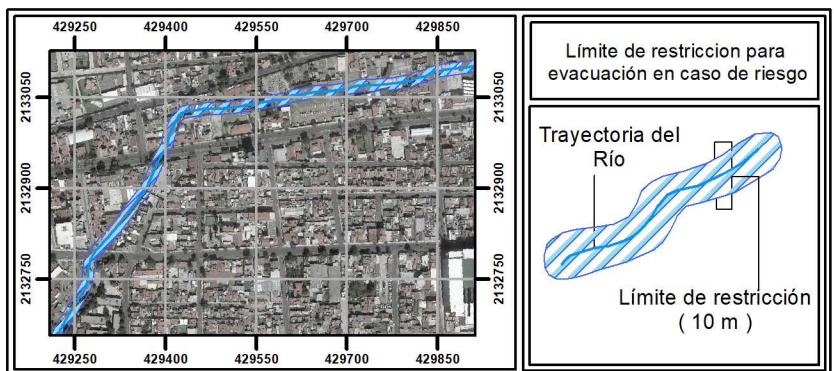 429250 429400 429550 429700 429850
2133050
2132900
2132750
2133050
2132900
2132750
429250 429400 429550 429700 429850
Límite de restriccion para
evacuación en caso de riesgo
Trayectoria del
Río
Límite de restricción
( 10 m )